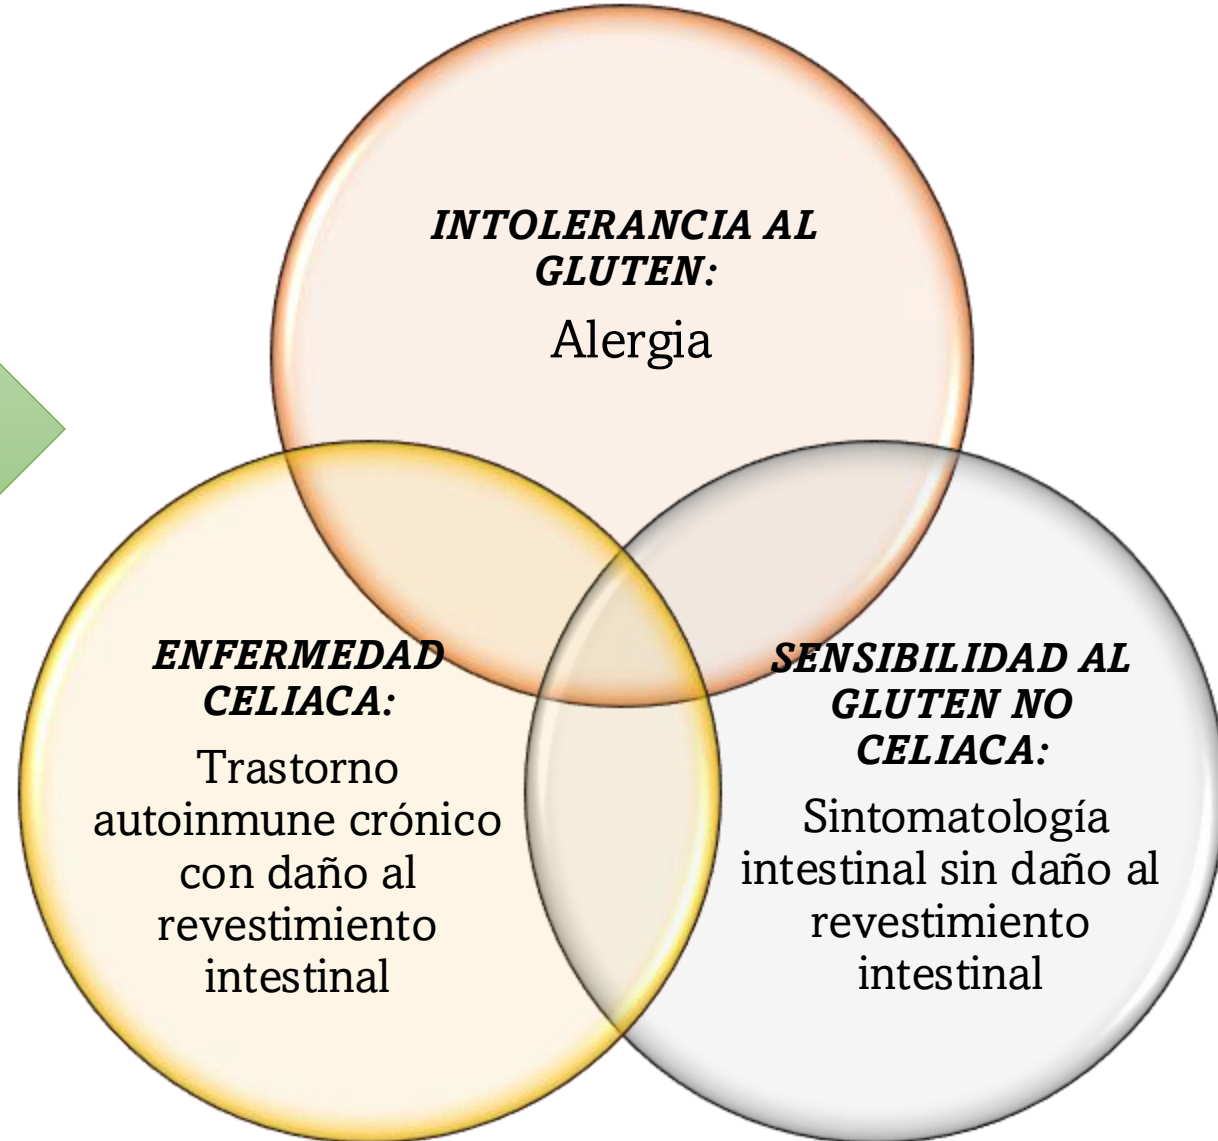 INTOLERANCIA AL
GLUTEN:
Alergia
ENFERMEDAD
CELIACA:
Trastorno
autoinmune crónico
con daño al
revestimiento
intestinal
SENSIBILIDAD AL
GLUTEN NO
CELIACA:
Sintomatología
intestinal sin daño al
revestimiento
intestinal